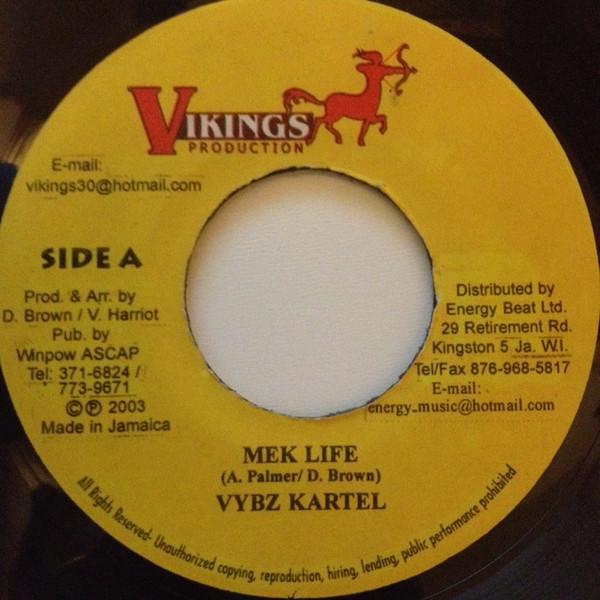 VIKINGS
PRODUCTION
E-mail:
vikings30@hotmail.com
SIDE A
Prod. & Arr. by
D. Brown / V. Harriot
Pub. by
Winpow ASCAP
Tel: 371-6824 /
773-9671
©℗ 2003
Made in Jamaica
Distributed by
Energy Beat Ltd.
29 Retirement Rd.
Kingston 5 Ja. W.I.
Tel/Fax 876-968-5817
E-mail:
energy_music@hotmail.com
MEK LIFE
(A. Palmer/ D. Brown)
VYBZ KARTEL
All Rights Reserved- Unauthorized copying, reproduction, hiring, lending, public performance prohibited